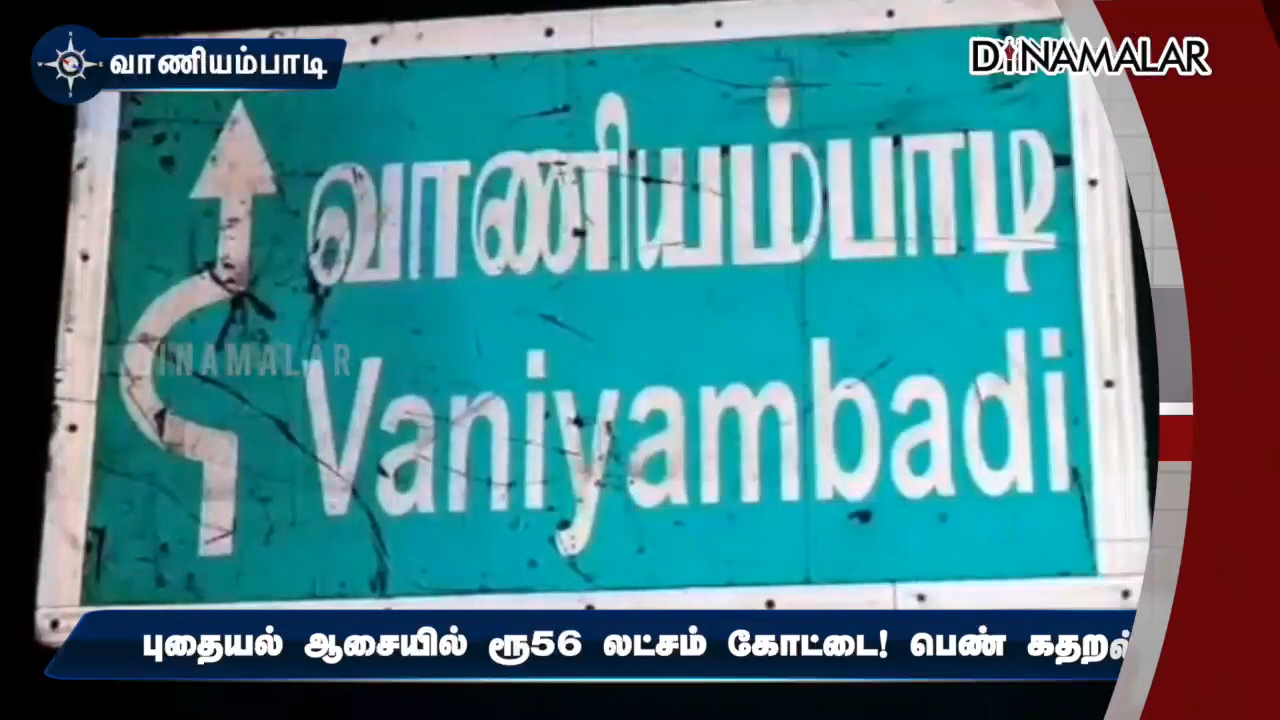 வாணியம்பாடி
DINAMALAR
வாணியம்பாடி
DINAMALAR
Vaniyambadi
புதையல் ஆசையில் ரூ56 லட்சம் கோட்டை! பெண் கதறல்